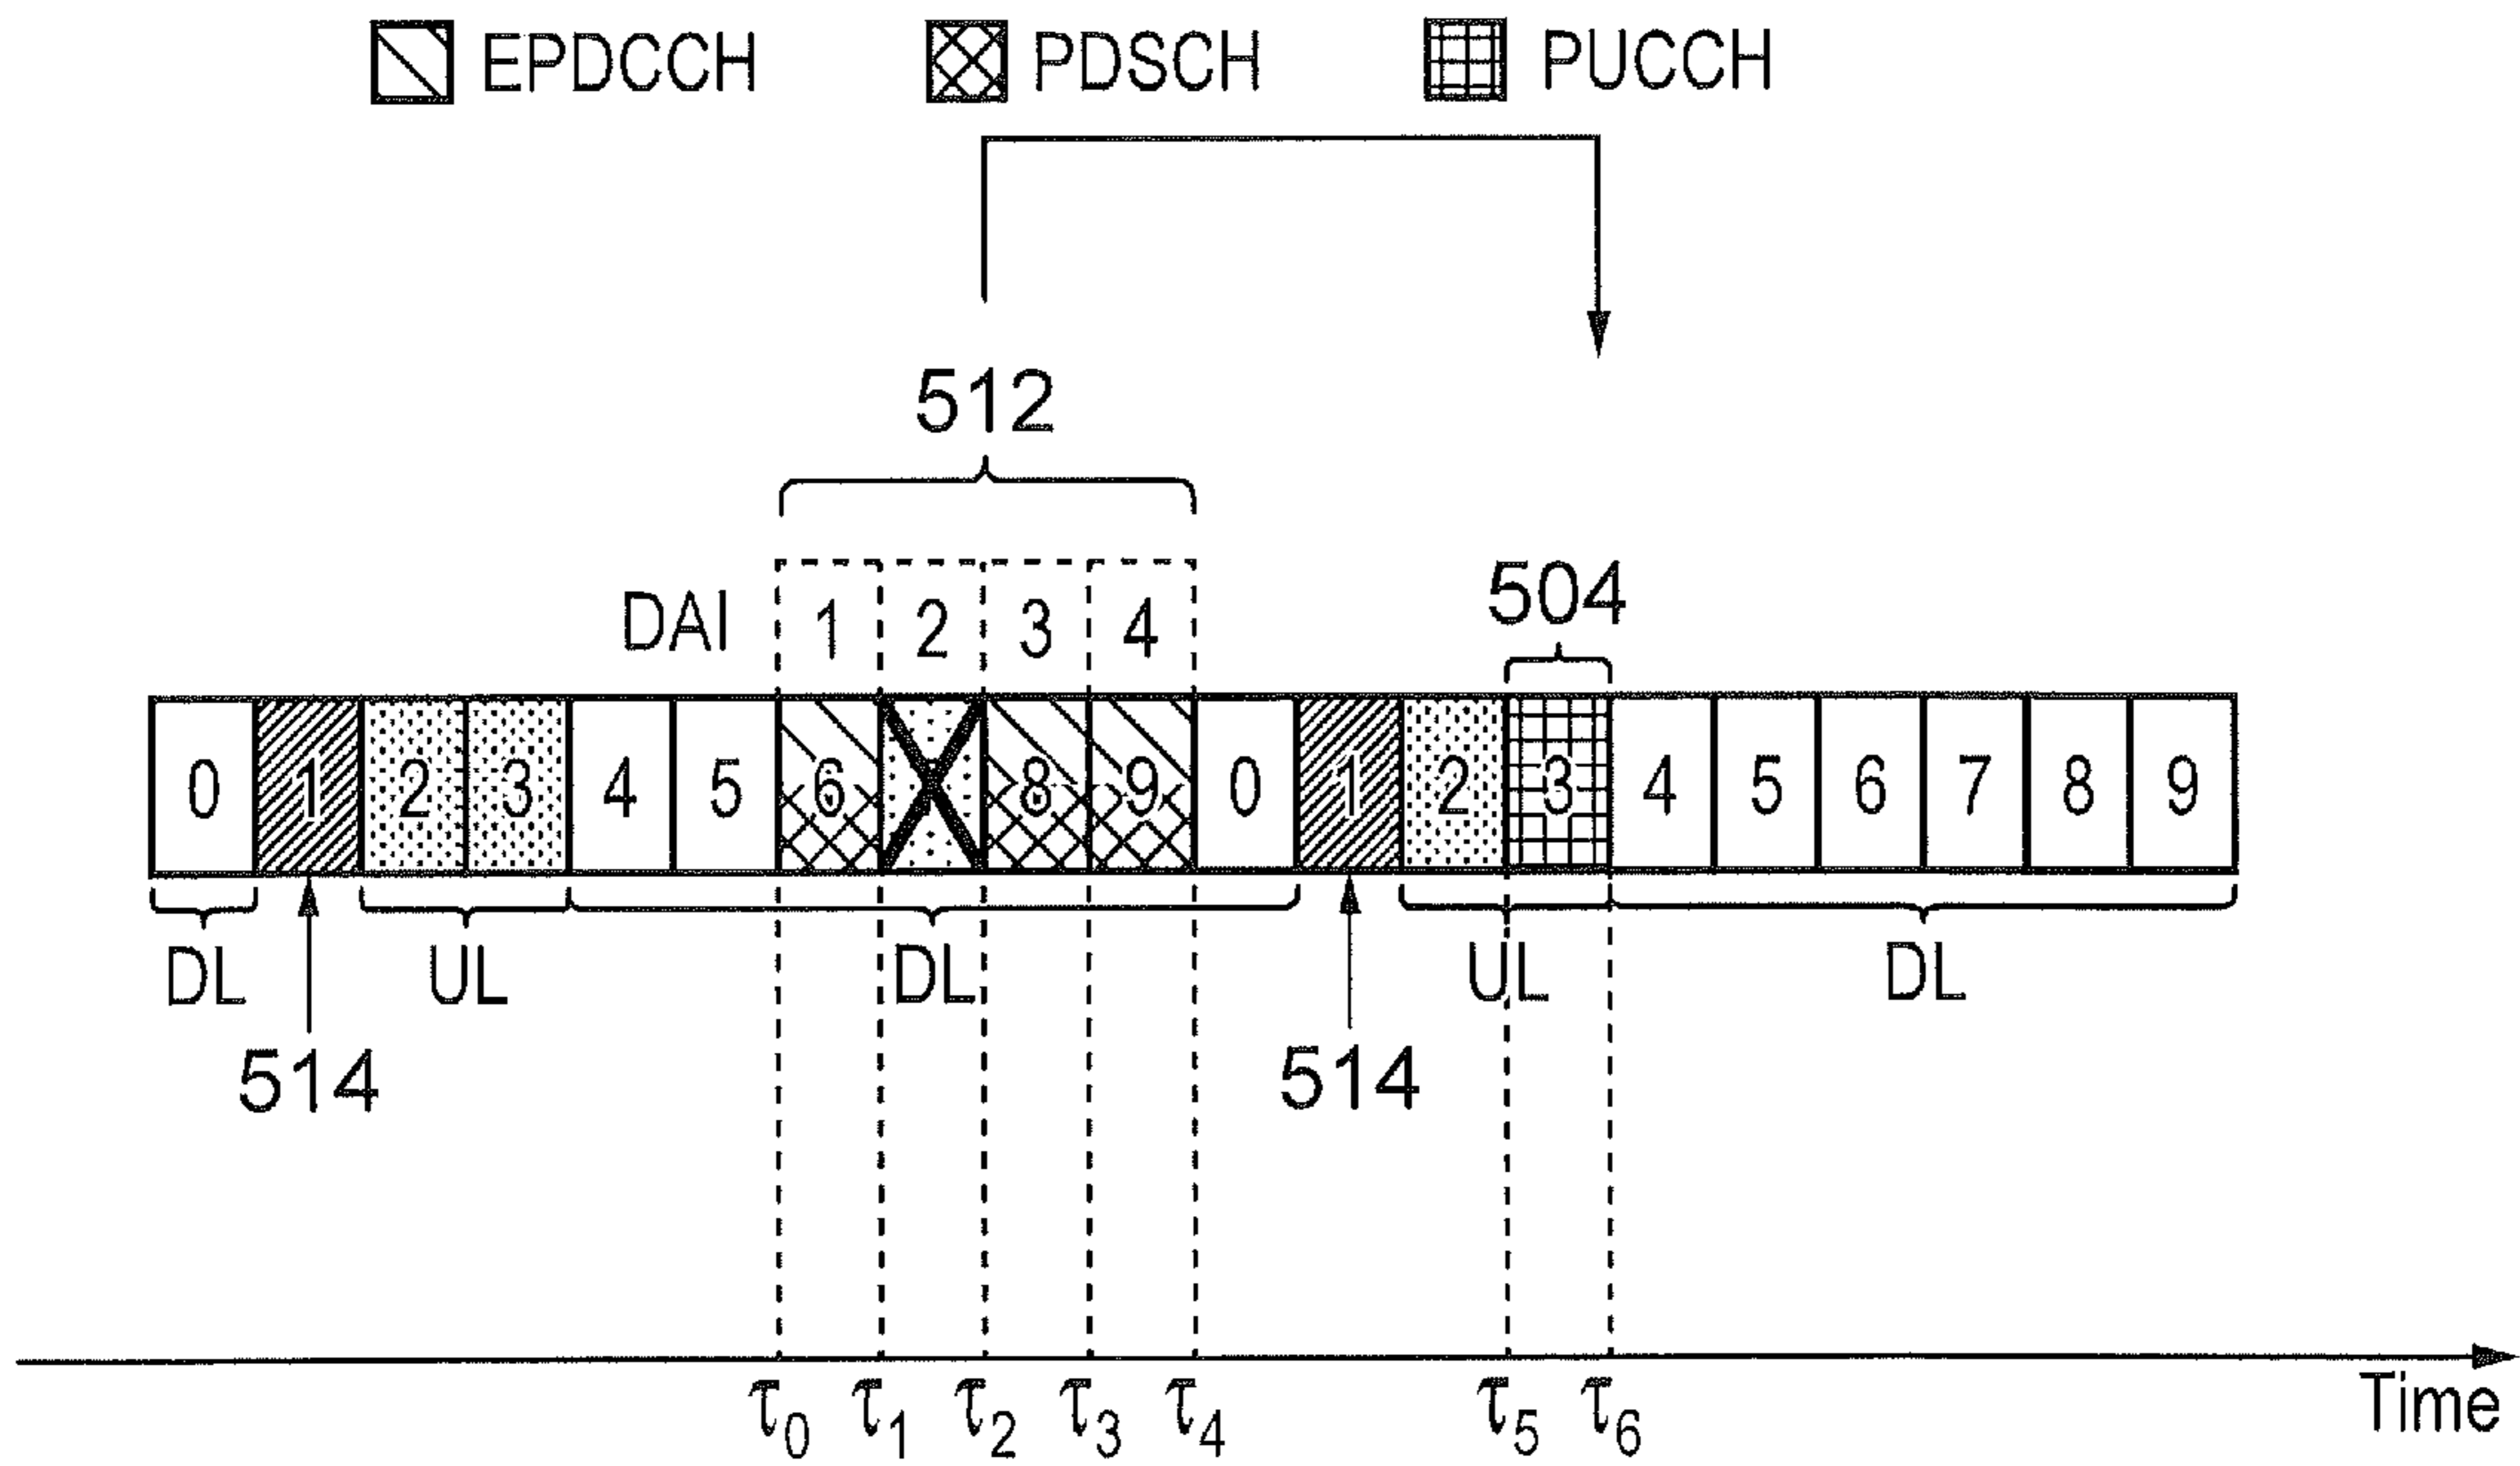 EPDCCH PDSCH PUCCH
512
DAI 1 2 3 4
504
0 1 2 3 4 5 6 8 9 0 1 2 3 4 5 6 7 8 9
DL UL DL UL DL
514 514
τ0 τ1 τ2 τ3 τ4 τ5 τ6
Time